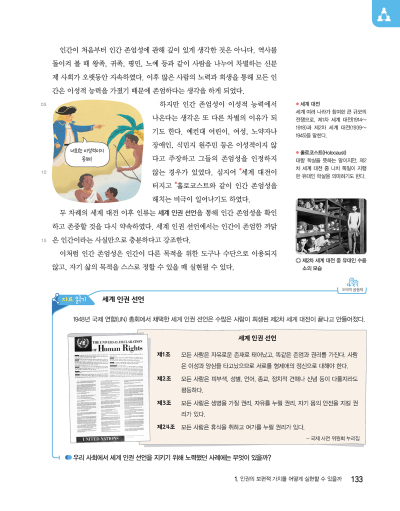 인간이 처음부터 인간 존엄성에 관해 깊이 있게 생각한 것은 아니다. 역사를
돌이켜 볼 때 왕족, 귀족, 평민, 노예 등과 같이 사람을 나누어 차별하는 신분
제 사회가 오랫동안 지속하였다. 이후 많은 사람의 노력과 희생을 통해 모든 인
간은 이성적 능력을 가졌기 때문에 존엄하다는 생각을 하게 되었다.
05
하지만 인간 존엄성이 이성적 능력에서
나온다는 생각은 또 다른 차별의 이유가 되
기도 한다. 예컨대 어린이, 여성, 노약자나
장애인, 식민지 원주민 등은 이성적이지 않
다고 주장하고 그들의 존엄성을 인정하지
10
않는 경우가 있었다. 심지어 *세계 대전이
터지고 *홀로코스트와 같이 인간 존엄성을
해치는 비극이 일어나기도 하였다.
두 차례의 세계 대전 이후 인류는 세계 인권 선언을 통해 인간 존엄성을 확인
하고 존중할 것을 다시 약속하였다. 세계 인권 선언에서는 인간이 존엄한 까닭
15
은 인간이라는 사실만으로 충분하다고 강조한다.
이처럼 인간 존엄성은 인간이 다른 목적을 위한 도구나 수단으로 이용되지
않고, 자기 삶의 목적을 스스로 정할 수 있을 때 실현될 수 있다.
세계 대전
세계 여러 나라가 참여한 큰 규모의
전쟁으로, 제1차 세계 대전(1914~
1918)과 제2차 세계 대전(1939~
1945)을 말한다.
홀로코스트(Holocaust)
대량 학살을 뜻하는 말이지만, 제2
차 세계 대전 중 나치 독일이 자행
한 유대인 학살을 의미하기도 한다.
제2차 세계 대전 중 유대인 수용
소의 모습
자료 읽기
세계 인권 선언
1948년 국제 연합(UN) 총회에서 채택한 세계 인권 선언은 수많은 사람이 희생된 제2차 세계 대전이 끝나고 만들어졌다.
THE UNIVERSAL DECLARATION
of Human Rights
UNITED NATIONS
세계 인권 선언
제1조 모든 사람은 자유로운 존재로 태어났고, 똑같은 존엄과 권리를 가진다. 사람
은 이성과 양심을 타고났으므로 서로를 형제애의 정신으로 대해야 한다.
제2조 모든 사람은 피부색, 성별, 언어, 종교, 정치적 견해나 신념 등이 다를지라도
평등하다.
제3조 모든 사람은 생명을 가질 권리, 자유를 누릴 권리, 자기 몸의 안전을 지킬 권
리가 있다.
제24조 모든 사람은 휴식을 취하고 여가를 누릴 권리가 있다.
– 국제 사면 위원회 누리집
우리 사회에서 세계 인권 선언을 지키기 위해 노력했던 사례에는 무엇이 있을까?
1. 인권의 보편적 가치를 어떻게 실현할 수 있을까 133